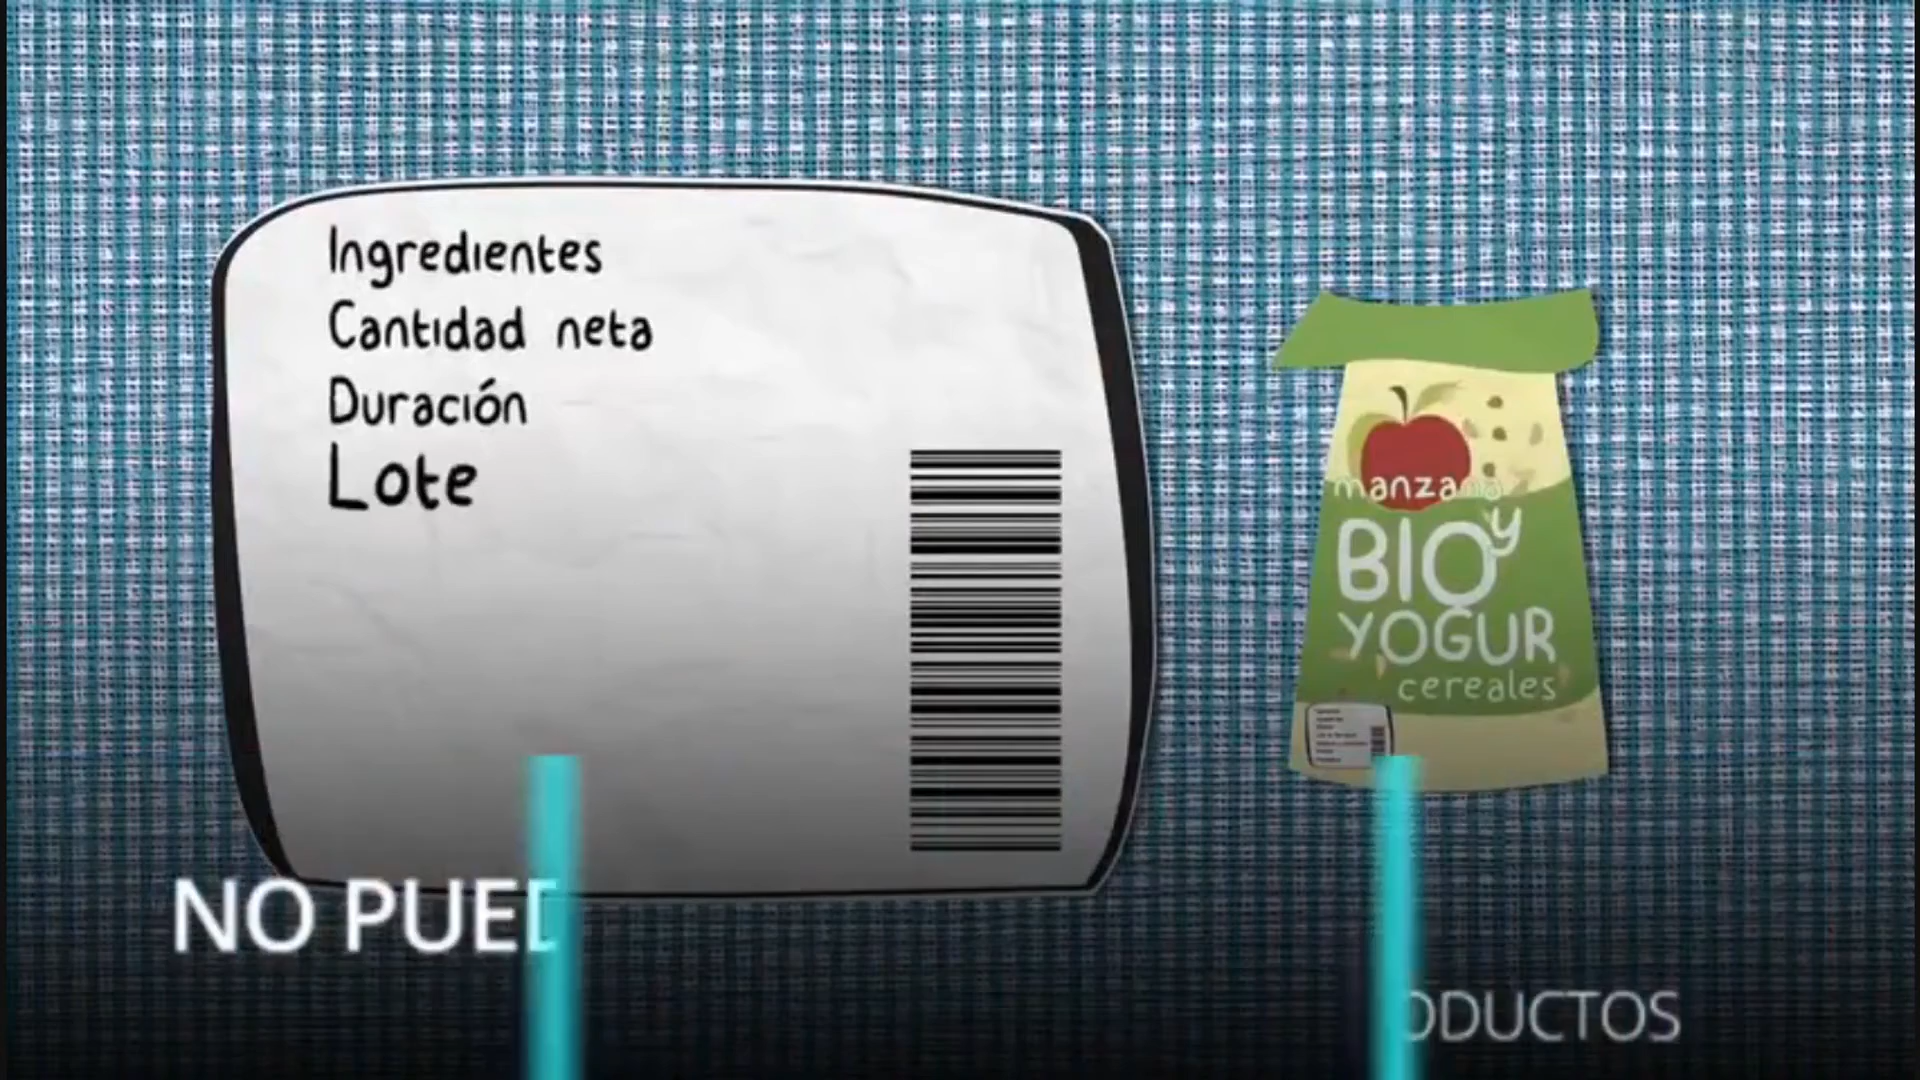 Ingredientes
Cantidad neta
Duración
Lote
manzana
y
BIO
YOGUR
cereales
NO PUED
ODUCTOS